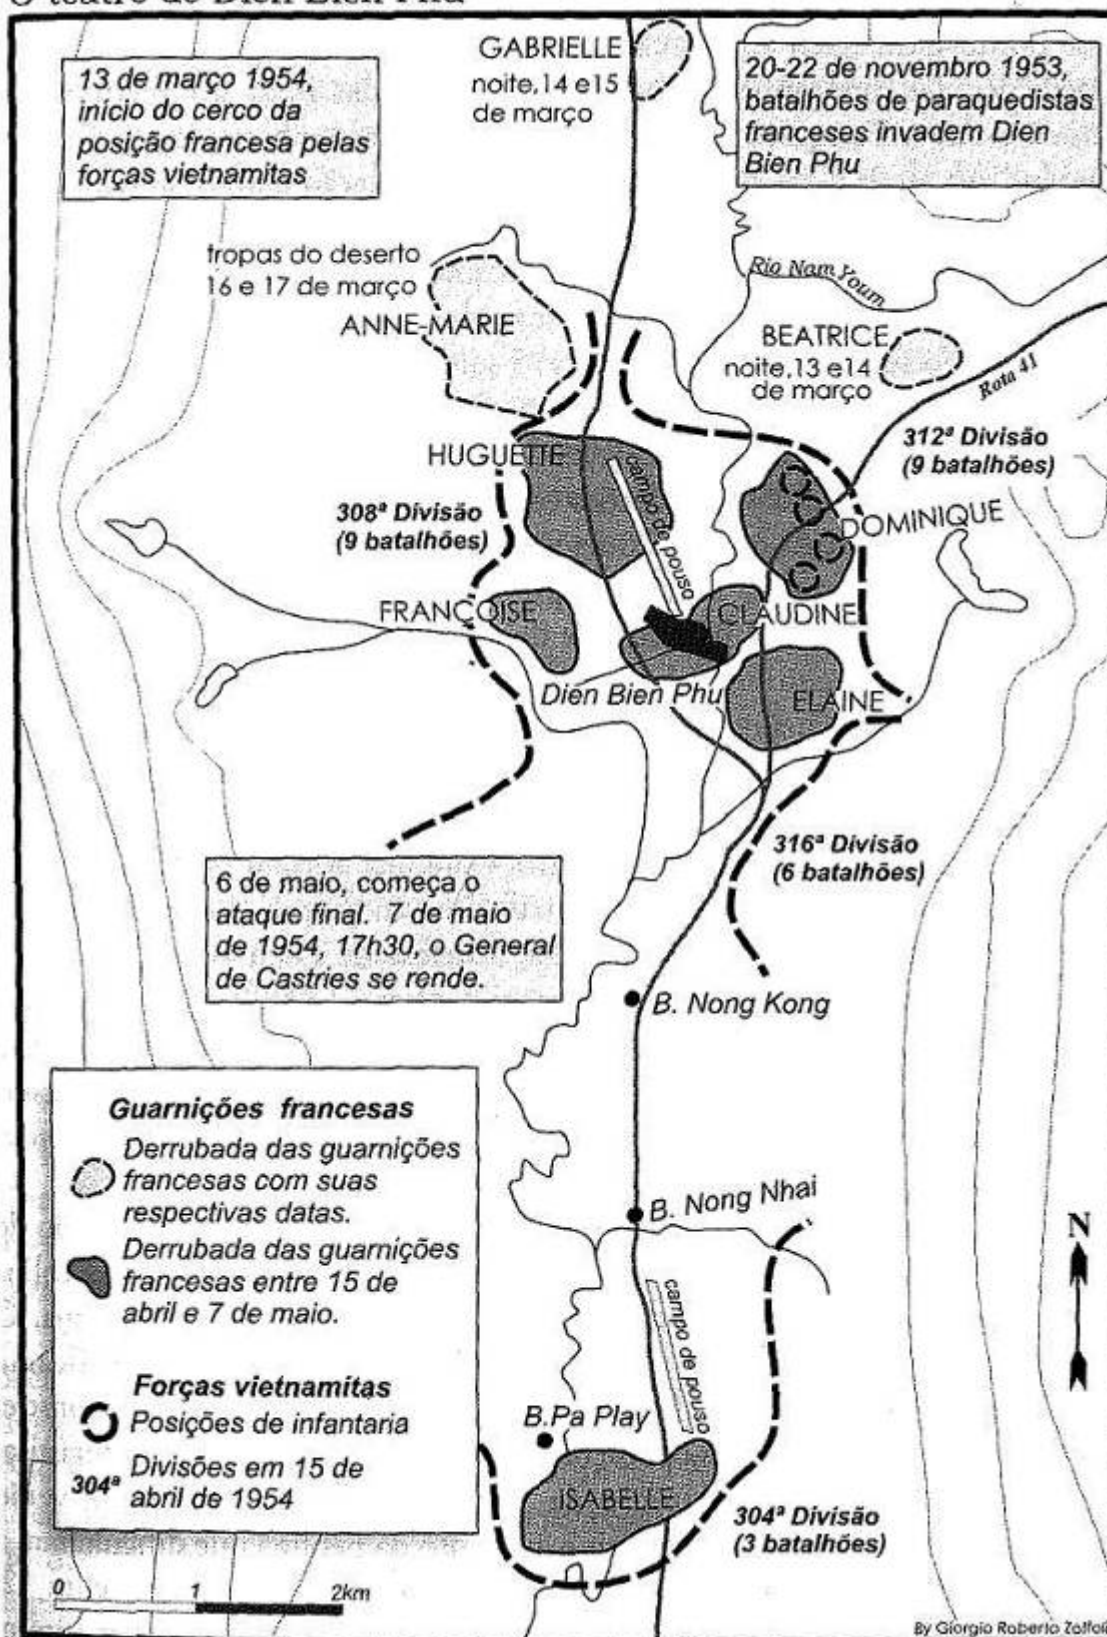 O teatro de Dien Bien Phu
13 de março 1954,
início do cerco da
posição francesa pelas
forças vietnamitas
GABRIELLE
noite,14 e15
de março
20-22 de novembro 1953,
batalhões de paraquedistas
franceses invadem Dien
Bien Phu
tropas do deserto
16 e 17 de março
ANNE-MARIE
Rio Nam Youm
BEATRICE
noite,13 e14
de março
Rota 41
HUGUETTE
campo de pouso
312ª Divisão
(9 batalhões)
308ª Divisão
(9 batalhões)
DOMINIQUE
FRANÇOISE
CLAUDINE
Dien Bien Phu
ELAINE
316ª Divisão
(6 batalhões)
6 de maio, começa o
ataque final. 7 de maio
de 1954, 17h30, o General
de Castries se rende.
B. Nong Kong
Guarnições francesas
Derrubada das guarnições
francesas com suas
respectivas datas.
Derrubada das guarnições
francesas entre 15 de
abril e 7 de maio.
Forças vietnamitas
Posições de infantaria
304ª Divisões em 15 de
abril de 1954
B. Nong Nhai
N
campo de pouso
B.Pa Play
ISABELLE
304ª Divisão
(3 batalhões)
0 1 2km
By Giorgio Roberto Zoffoli